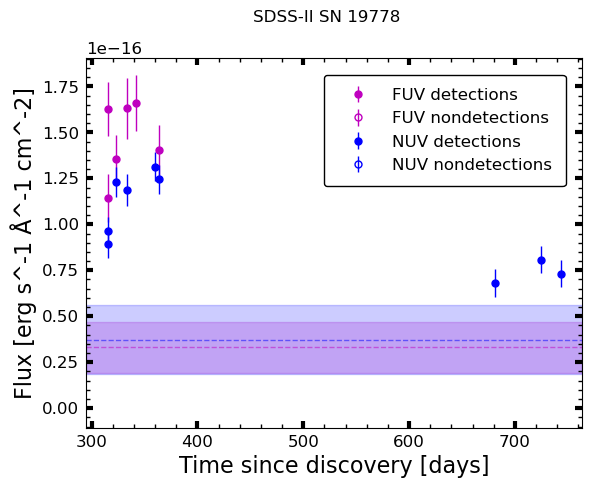 SDSS-II SN 19778
1e−16
FUV detections
FUV nondetections
NUV detections
NUV nondetections
1.75
1.50
1.25
1.00
0.75
0.50
0.25
0.00
Flux [erg s^-1 Å^-1 cm^-2]
300 400 500 600 700
Time since discovery [days]